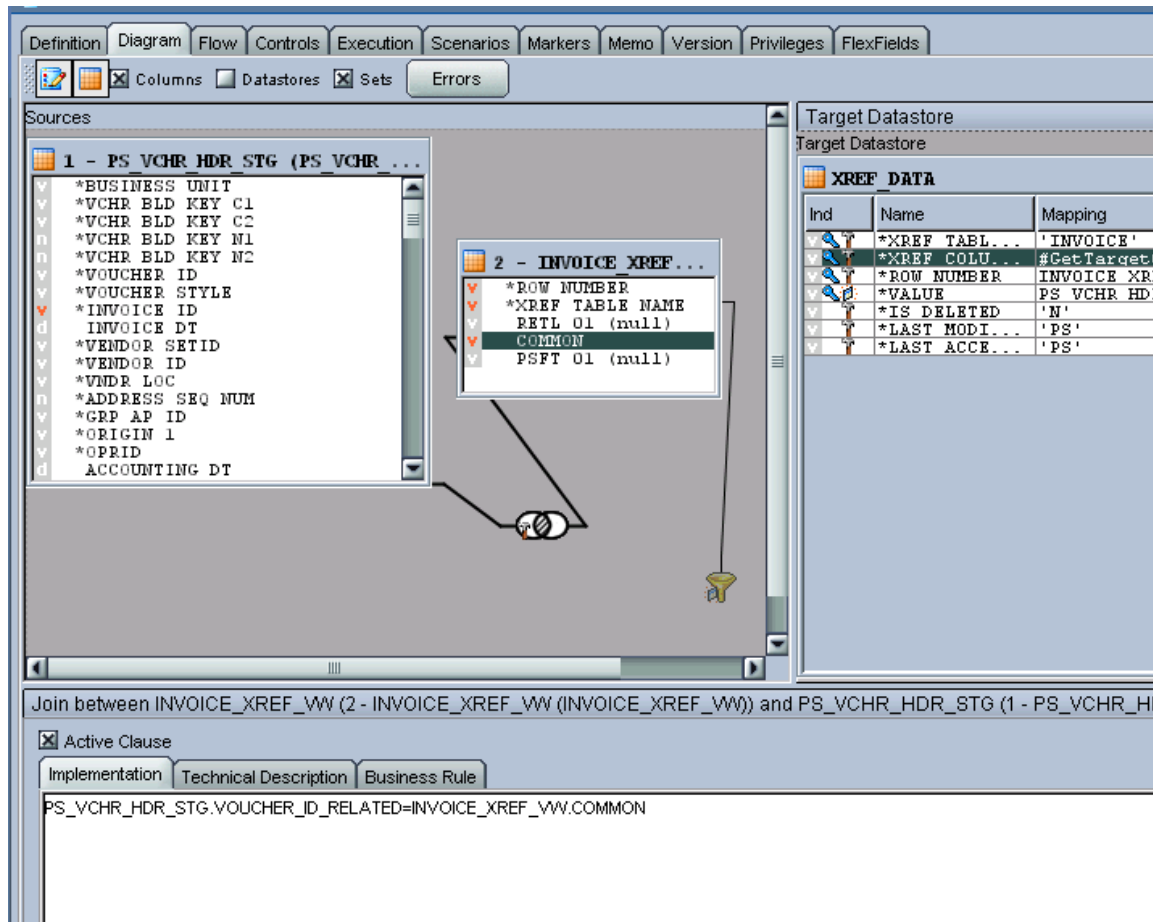 Definition Diagram Flow Controls Execution Scenarios Markers Memo Version Privileges FlexFields
Columns Datastores Sets Errors
Sources
1 - PS_VCHR_HDR_STG (PS_VCHR_...
v *BUSINESS UNIT
v *VCHR BLD KEY C1
v *VCHR BLD KEY C2
n *VCHR BLD KEY N1
n *VCHR BLD KEY N2
v *VOUCHER ID
v *VOUCHER STYLE
v *INVOICE ID
d INVOICE DT
v *VENDOR SETID
v *VENDOR ID
v *VNDR LOC
n *ADDRESS SEQ NUM
v *GRP AP ID
v *ORIGIN 1
v *OPRID
d ACCOUNTING DT
2 - INVOICE_XREF...
v *ROW NUMBER
v *XREF TABLE NAME
v RETL 01 (null)
v COMMON
v PSFT 01 (null)
Target Datastore
Target Datastore
XREF_DATA
Ind Name Mapping
v *XREF TABL... 'INVOICE'
v *XREF COLU... #GetTarget
v *ROW NUMBER INVOICE XR
v *VALUE PS VCHR HD
v *IS DELETED 'N'
v *LAST MODI... 'PS'
v *LAST ACCE... 'PS'
Join between INVOICE_XREF_VW (2 - INVOICE_XREF_VW (INVOICE_XREF_VW)) and PS_VCHR_HDR_STG (1 - PS_VCHR_H
Active Clause
Implementation Technical Description Business Rule
PS_VCHR_HDR_STG.VOUCHER_ID_RELATED=INVOICE_XREF_VW.COMMON